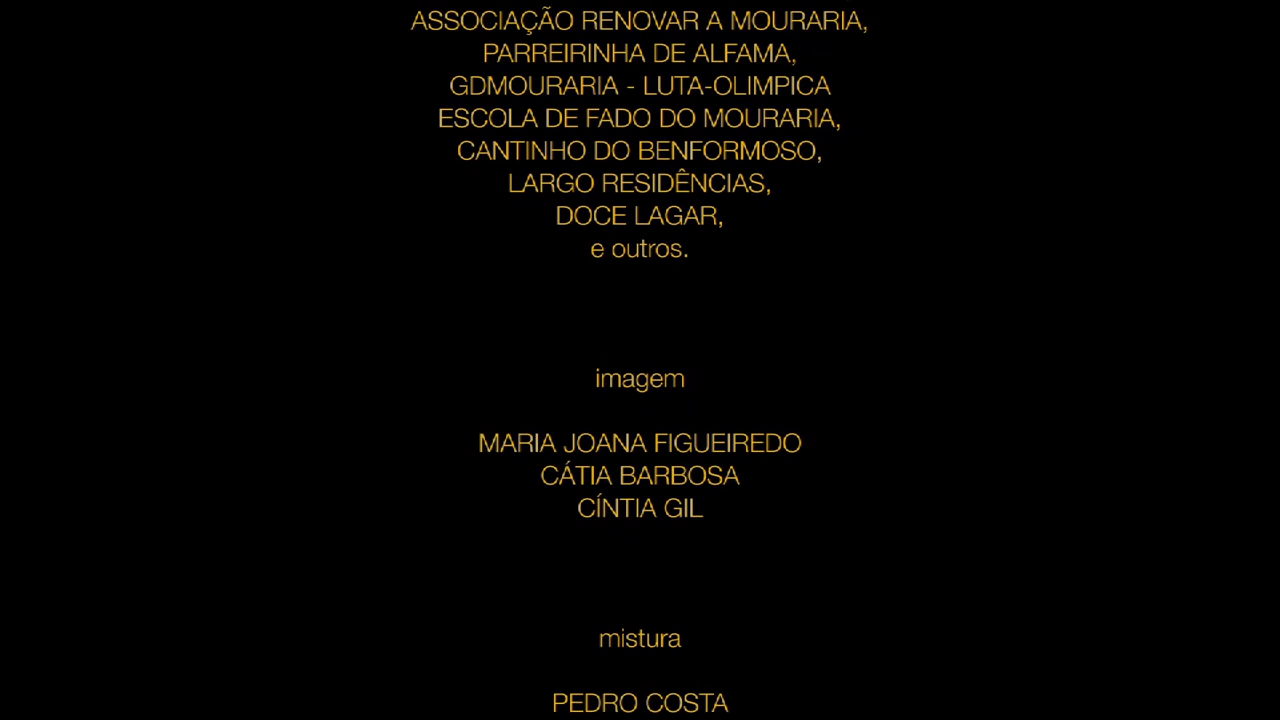 ASSOCIAÇÃO RENOVAR A MOURARIA,
PARREIRINHA DE ALFAMA,
GDMOURARIA - LUTA-OLIMPICA
ESCOLA DE FADO DO MOURARIA,
CANTINHO DO BENFORMOSO,
LARGO RESIDÊNCIAS,
DOCE LAGAR,
e outros.
imagem
MARIA JOANA FIGUEIREDO
CÁTIA BARBOSA
CÍNTIA GIL
mistura
PEDRO COSTA